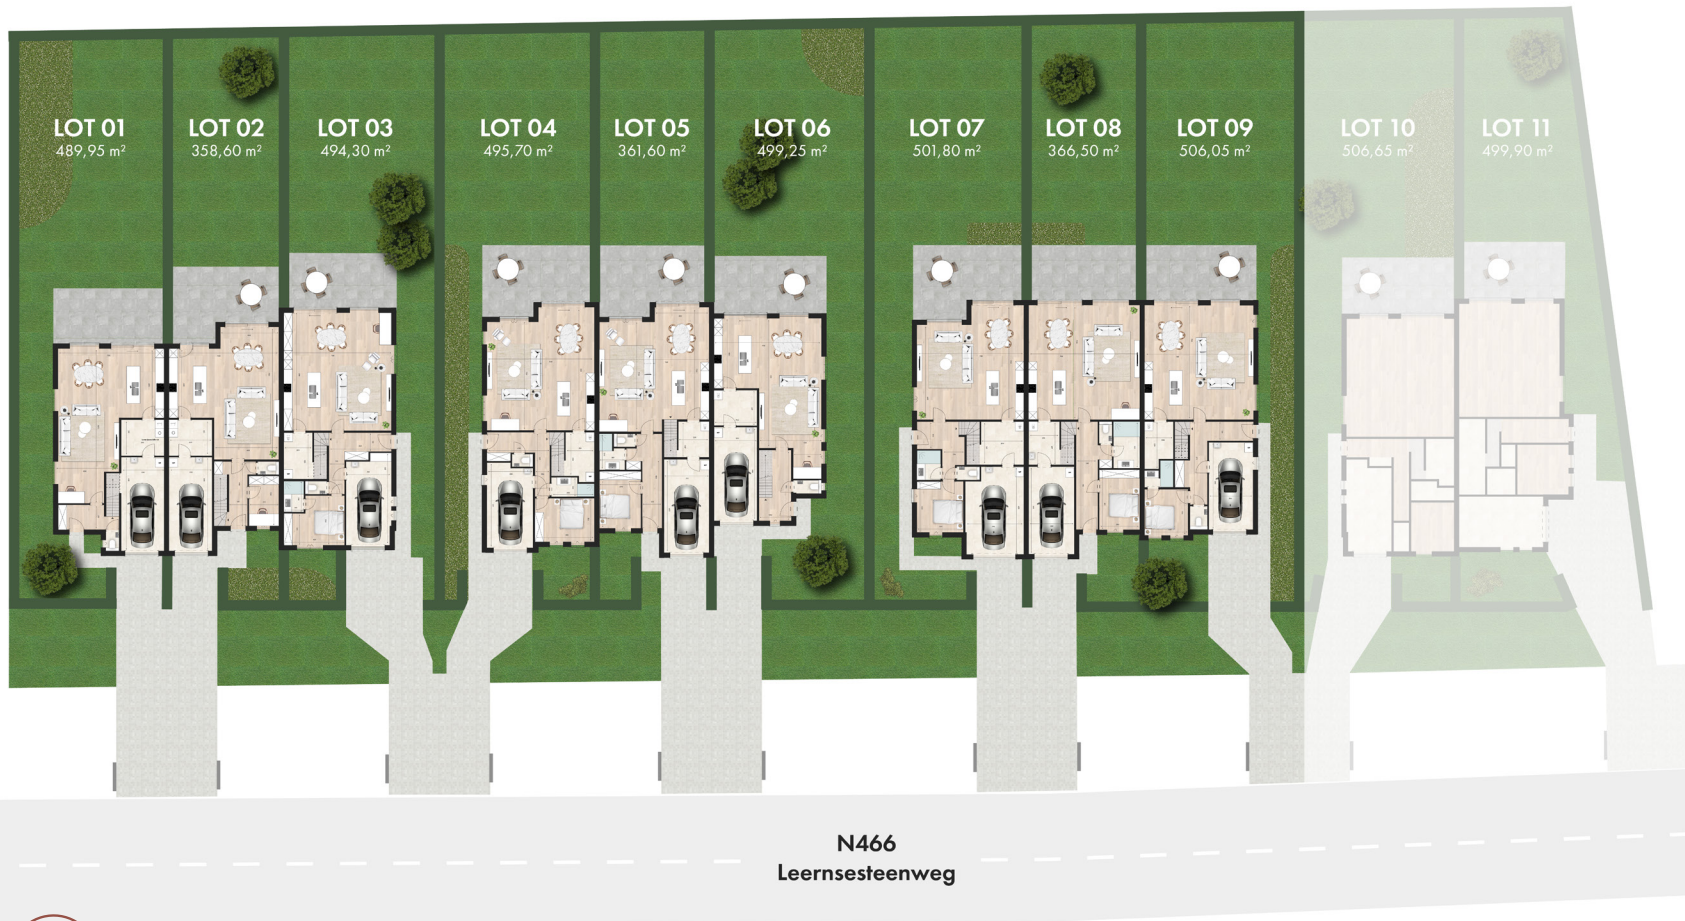 LOT 01
489,95 m²
LOT 02
358,60 m²
LOT 03
494,30 m²
LOT 04
495,70 m²
LOT 05
361,60 m²
LOT 06
499,25 m²
LOT 07
501,80 m²
LOT 08
366,50 m²
LOT 09
506,05 m²
LOT 10
506,65 m²
LOT 11
499,90 m²
N466
Leernsesteenweg